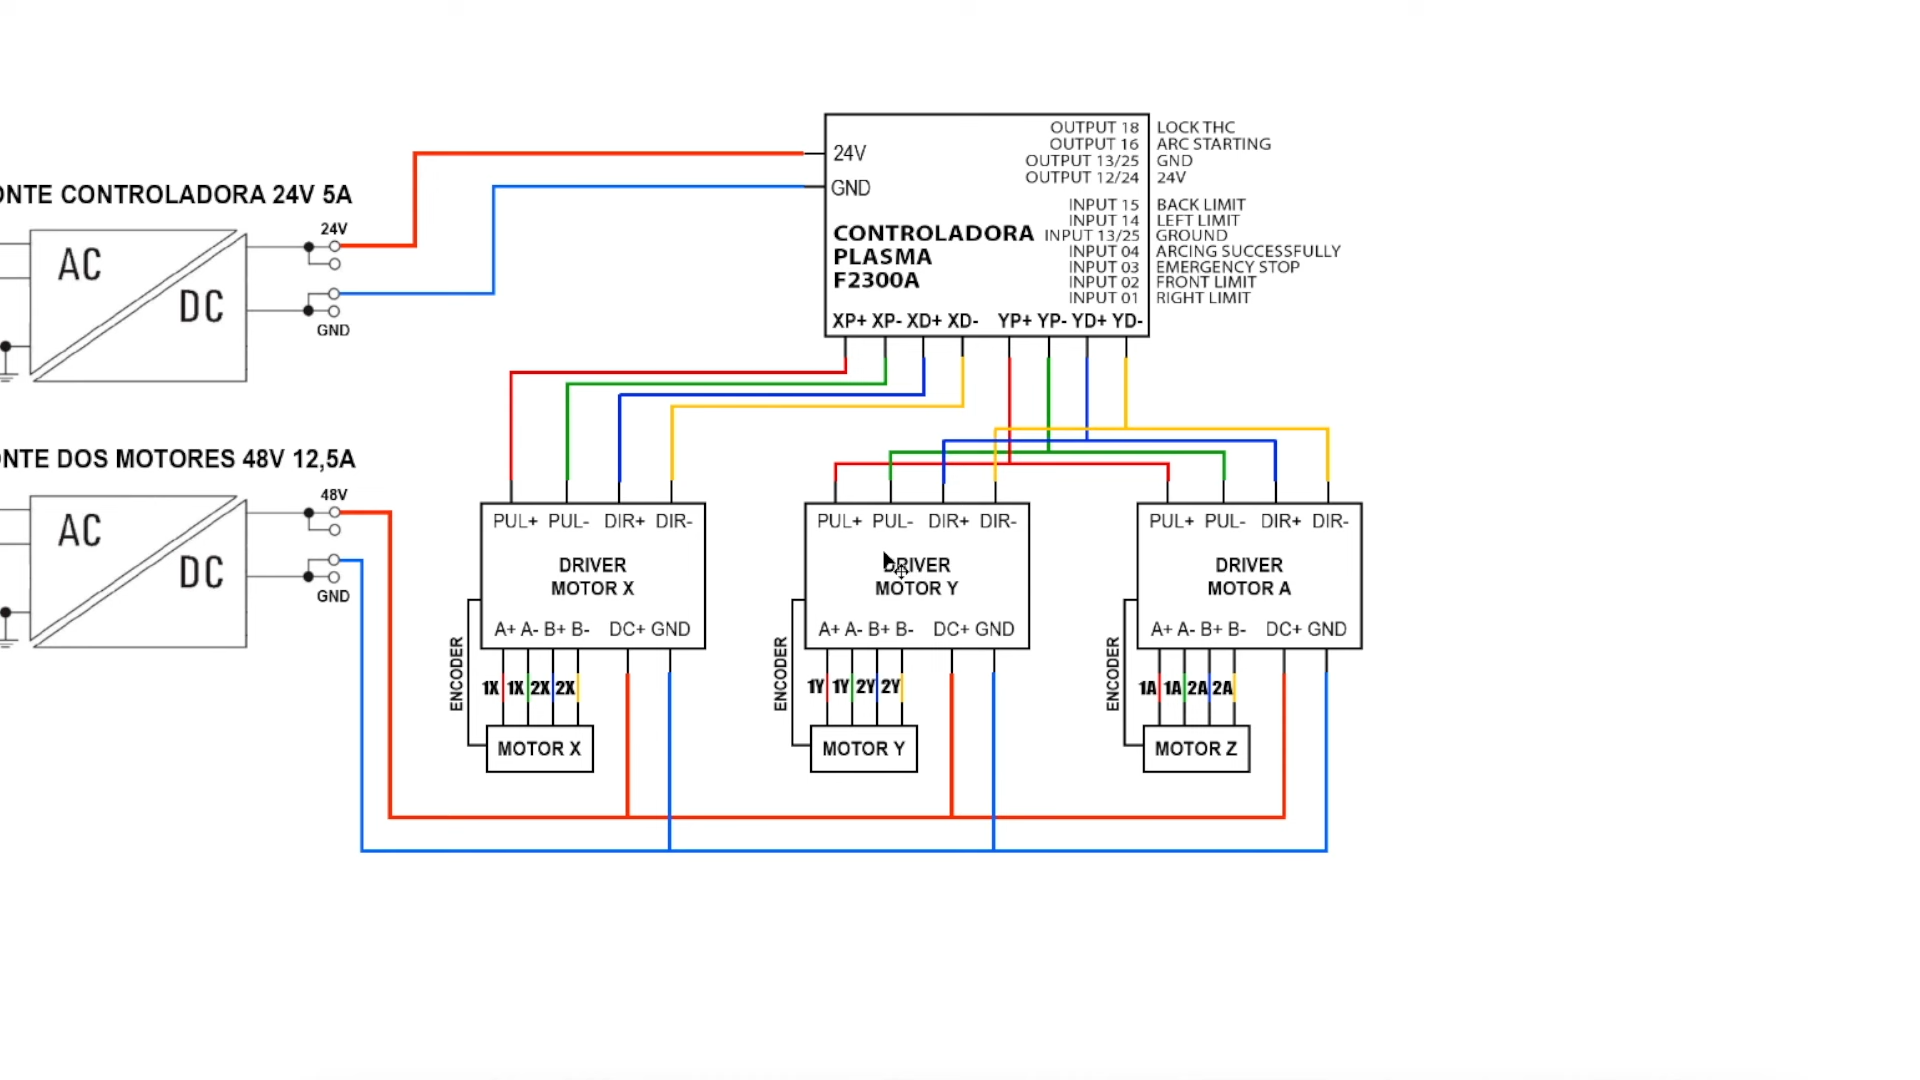 ONTE CONTROLADORA 24V 5A
AC
DC
24V
GND
ONTE DOS MOTORES 48V 12,5A
AC
DC
48V
GND
24V
GND
CONTROLADORA
PLASMA
F2300A
OUTPUT 18 LOCK THC
OUTPUT 16 ARC STARTING
OUTPUT 13/25 GND
OUTPUT 12/24 24V
INPUT 15 BACK LIMIT
INPUT 14 LEFT LIMIT
INPUT 13/25 GROUND
INPUT 04 ARCING SUCCESSFULLY
INPUT 03 EMERGENCY STOP
INPUT 02 FRONT LIMIT
INPUT 01 RIGHT LIMIT
XP+ XP- XD+ XD- YP+ YP- YD+ YD-
PUL+ PUL- DIR+ DIR-
DRIVER
MOTOR X
A+ A- B+ B- DC+ GND
ENCODER
1X 1X 2X 2X
MOTOR X
PUL+ PUL- DIR+ DIR-
DRIVER
MOTOR Y
A+ A- B+ B- DC+ GND
ENCODER
1Y 1Y 2Y 2Y
MOTOR Y
PUL+ PUL- DIR+ DIR-
DRIVER
MOTOR A
A+ A- B+ B- DC+ GND
ENCODER
1A 1A 2A 2A
MOTOR Z